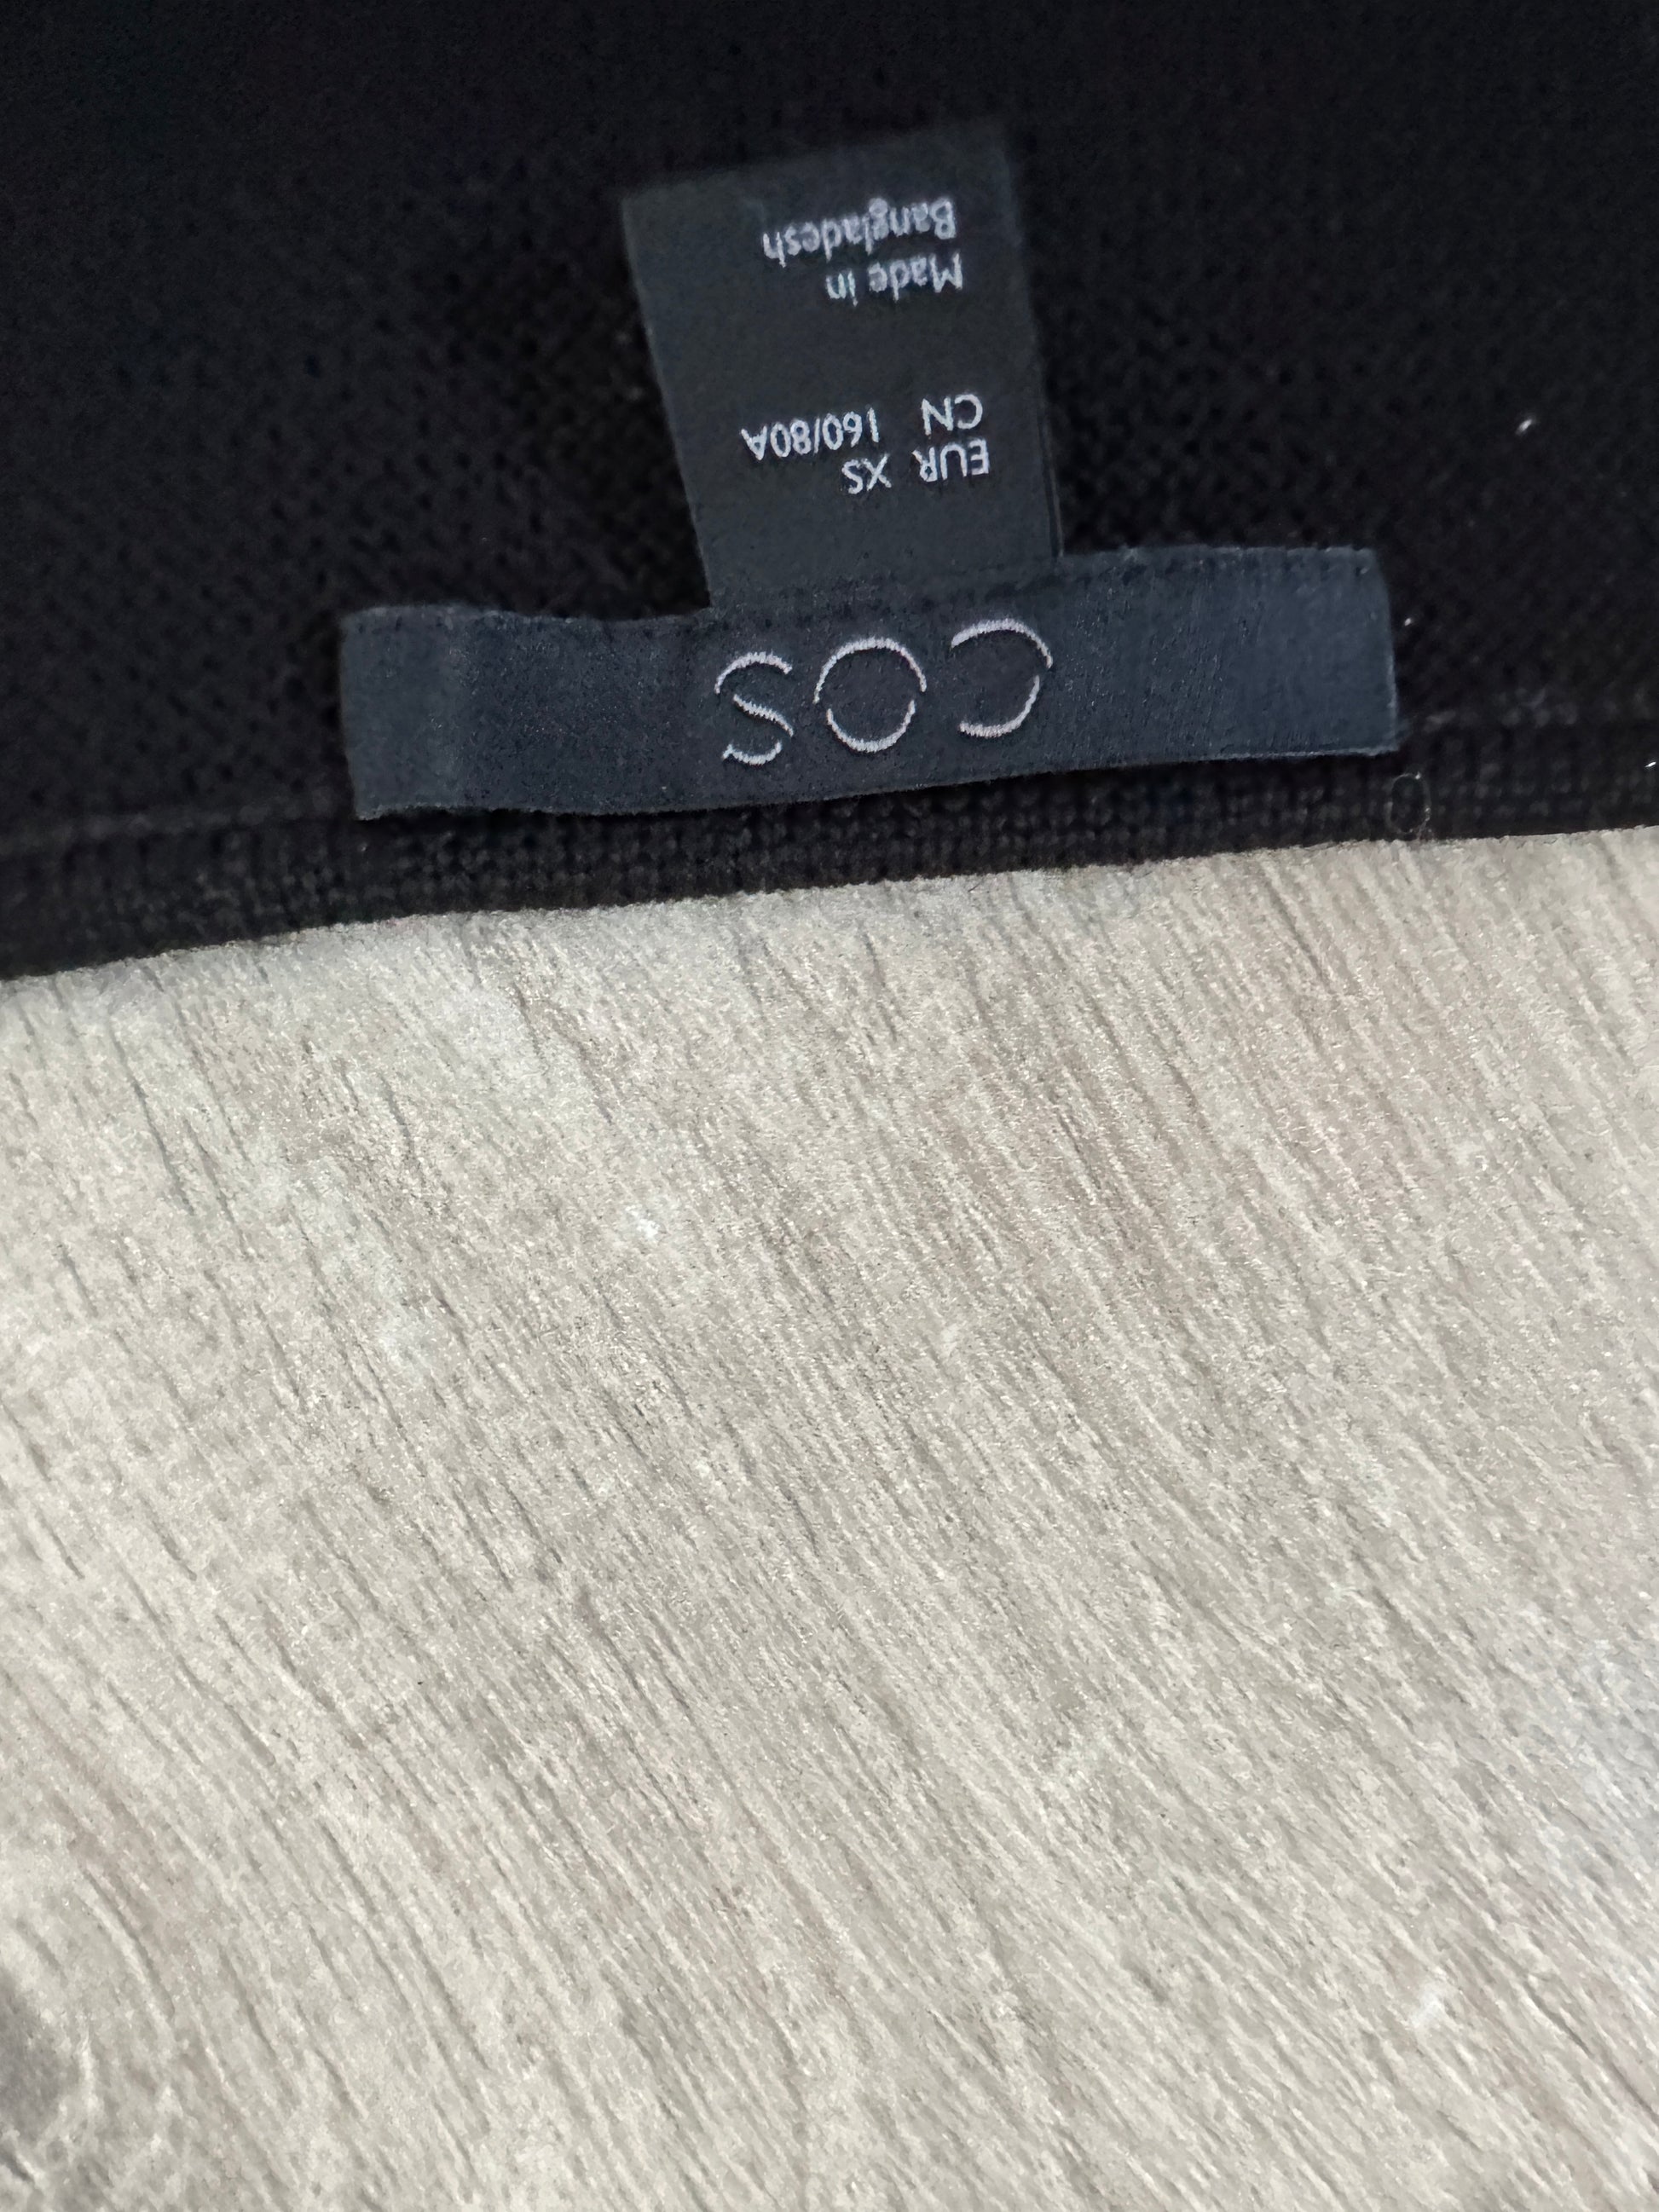 COS
EUR XS
CN 160/80A
Made in
Bangladesh